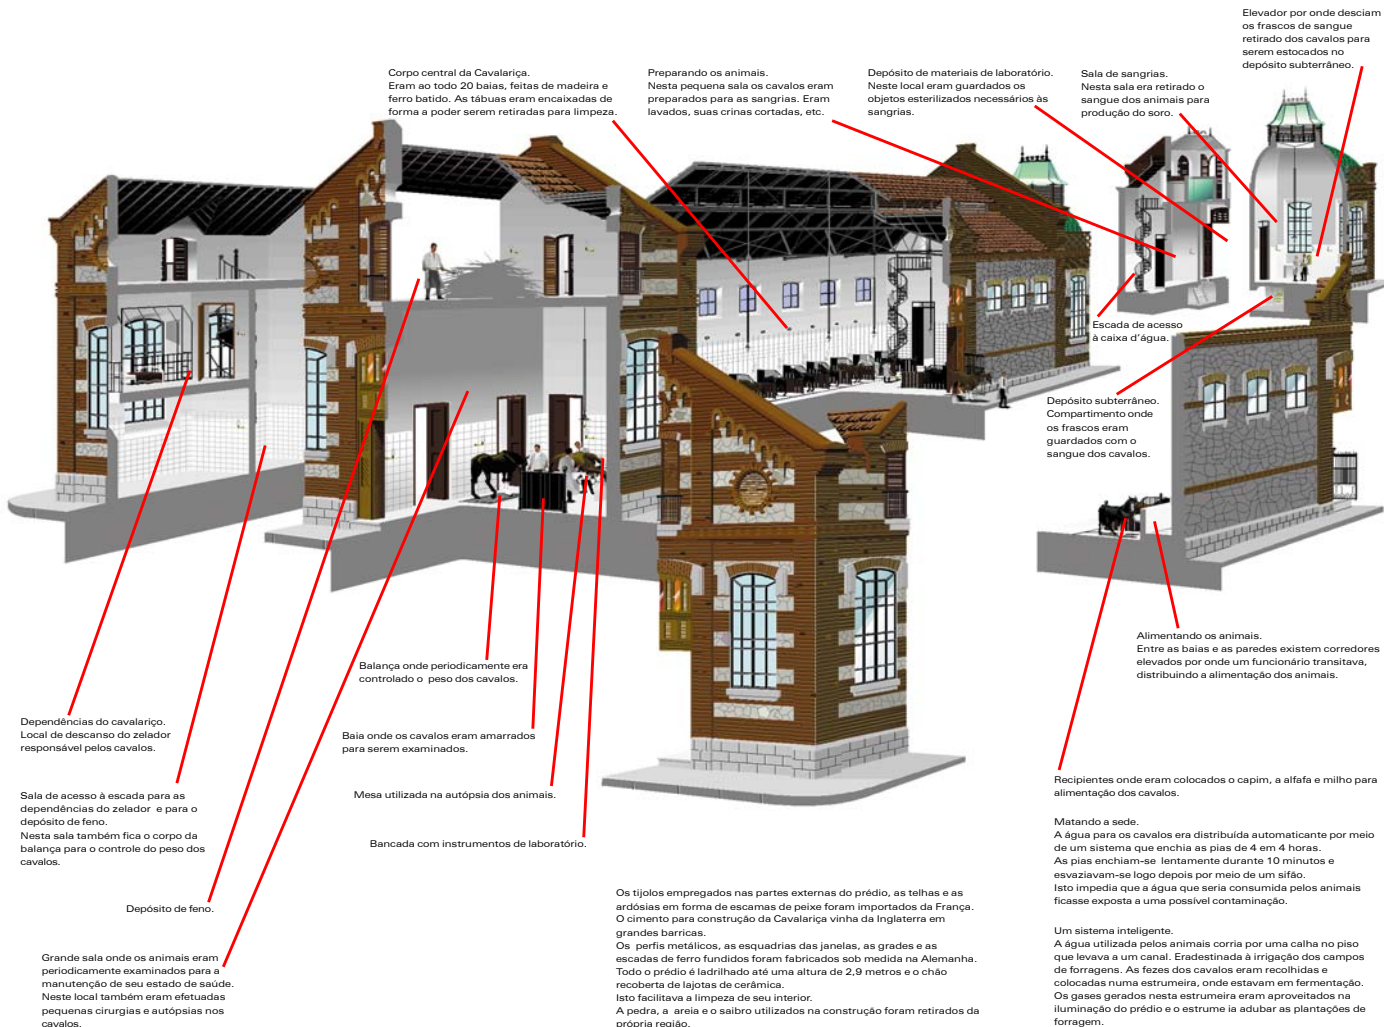 Elevador por onde desciam
os frascos de sangue
retirado dos cavalos para
serem estocados no
depósito subterrâneo.
Corpo central da Cavalariça.
Eram ao todo 20 baias, feitas de madeira e
ferro batido. As tábuas eram encaixadas de
forma a poder serem retiradas para limpeza.
Preparando os animais.
Nesta pequena sala os cavalos eram
preparados para as sangrias. Eram
lavados, suas crinas cortadas, etc.
Depósito de materiais de laboratório.
Neste local eram guardados os
objetos esterilizados necessários às
sangrias.
Sala de sangrias.
Nesta sala era retirado o
sangue dos animais para
produção do soro.
Escada de acesso
à caixa d'água.
Depósito subterrâneo.
Compartimento onde
os frascos eram
guardados com o
sangue dos cavalos.
Alimentando os animais.
Entre as baias e as paredes existem corredores
elevados por onde um funcionário transitava,
distribuindo a alimentação dos animais.
Balança onde periodicamente era
controlado o peso dos cavalos.
Dependências do cavalariço.
Local de descanso do zelador
responsável pelos cavalos.
Baia onde os cavalos eram amarrados
para serem examinados.
Sala de acesso à escada para as
dependências do zelador e para o
depósito de feno.
Nesta sala também fica o corpo da
balança para o controle do peso dos
cavalos.
Mesa utilizada na autópsia dos animais.
Bancada com instrumentos de laboratório.
Depósito de feno.
Grande sala onde os animais eram
periodicamente examinados para a
manutenção de seu estado de saúde.
Neste local também eram efetuadas
pequenas cirurgias e autópsias nos
cavalos.
Os tijolos empregados nas partes externas do prédio, as telhas e as
ardósias em forma de escamas de peixe foram importados da França.
O cimento para construção da Cavalariça vinha da Inglaterra em
grandes barricas.
Os perfis metálicos, as esquadrias das janelas, as grades e as
escadas de ferro fundidos foram fabricados sob medida na Alemanha.
Todo o prédio é ladrilhado até uma altura de 2,9 metros e o chão
recoberta de lajotas de cerâmica.
Isto facilitava a limpeza de seu interior.
A pedra, a areia e o saibro utilizados na construção foram retirados da
própria região.
Recipientes onde eram colocados o capim, a alfafa e milho para
alimentação dos cavalos.
Matando a sede.
A água para os cavalos era distribuída automaticante por meio
de um sistema que enchia as pias de 4 em 4 horas.
As pias enchiam-se lentamente durante 10 minutos e
esvaziavam-se logo depois por meio de um sifão.
Isto impedia que a água que seria consumida pelos animais
ficasse exposta a uma possível contaminação.
Um sistema inteligente.
A água utilizada pelos animais corria por uma calha no piso
que levava a um canal. Eradestinada à irrigação dos campos
de forragens. As fezes dos cavalos eram recolhidas e
colocadas numa estrumeira, onde estavam em fermentação.
Os gases gerados nesta estrumeira eram aproveitados na
iluminação do prédio e o estrume ia adubar as plantações de
forragem.